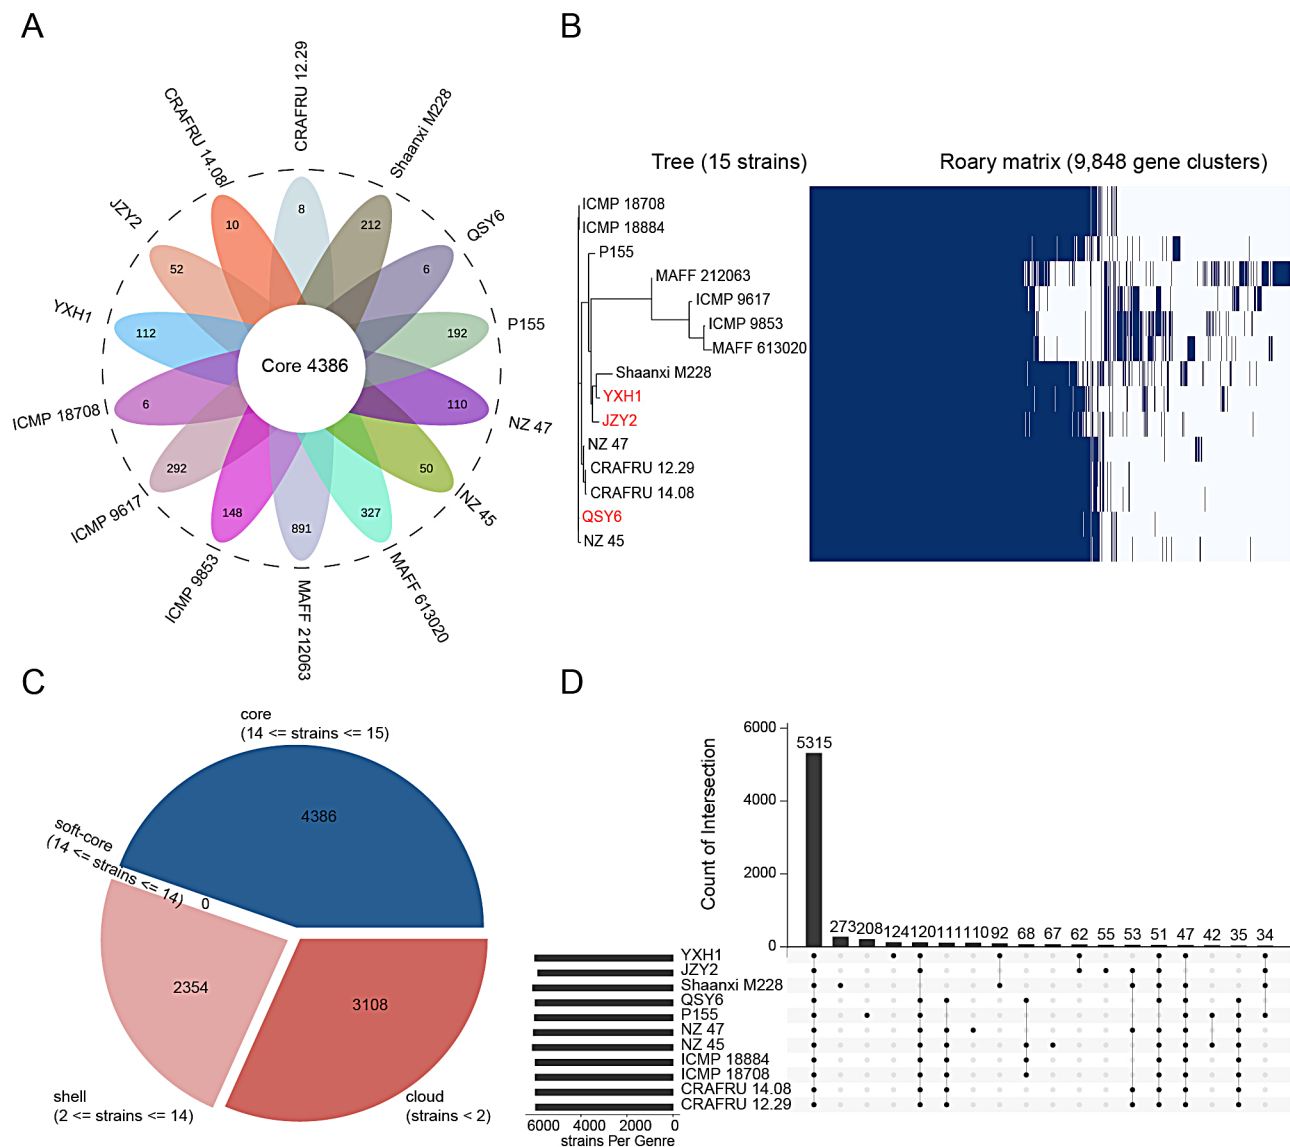 A
CRAFRU 14.08
CRAFRU 12.29
Shaanxi M228
JZY2
QSY6
YXH1
P155
ICMP 18708
NZ 47
ICMP 9617
NZ 45
ICMP 9853
MAFF 212063
MAFF 613020
10
8
212
52
6
112
192
Core 4386
6
110
292
50
148
891
327
B
Tree (15 strains)
Roary matrix (9,848 gene clusters)
ICMP 18708
ICMP 18884
P155
MAFF 212063
ICMP 9617
ICMP 9853
MAFF 613020
Shaanxi M228
YXH1
JZY2
NZ 47
CRAFRU 12.29
CRAFRU 14.08
QSY6
NZ 45
C
core
(14 <= strains <= 15)
4386
soft-core
(14 <= strains <= 14)
0
2354
3108
shell
(2 <= strains <= 14)
cloud
(strains < 2)
D
Count of Intersection
6000
4000
2000
0
5315
273
208
124
120
111
110
92
68
67
62
55
53
51
47
42
35
34
YXH1
JZY2
Shaanxi M228
QSY6
P155
NZ 47
NZ 45
ICMP 18884
ICMP 18708
CRAFRU 14.08
CRAFRU 12.29
6000 4000 2000 0
strains Per Genre